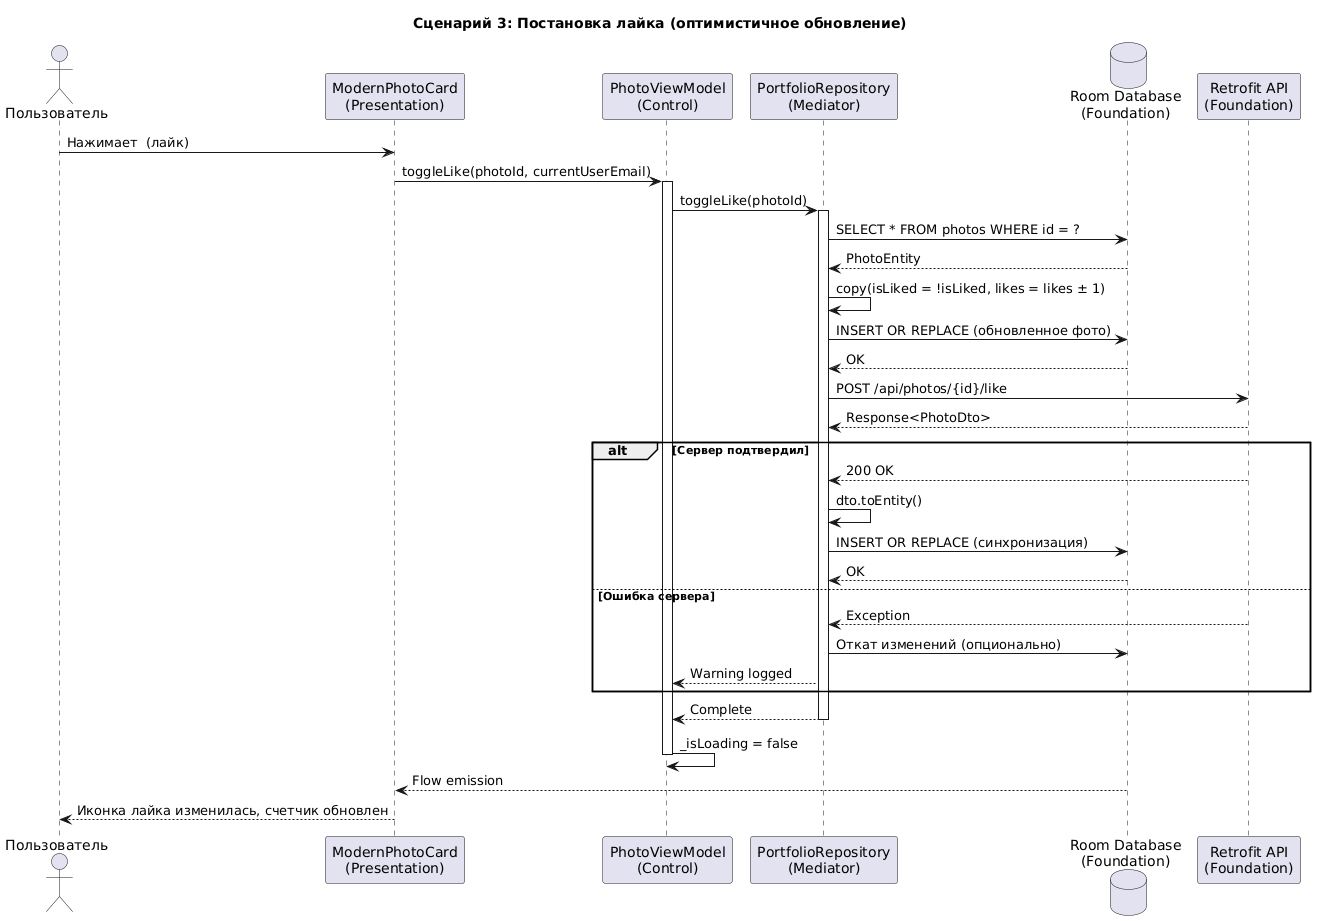 Сценарий 3: Постановка лайка (оптимистичное обновление)
Пользователь
ModernPhotoCard
(Presentation)
PhotoViewModel
(Control)
PortfolioRepository
(Mediator)
Room Database
(Foundation)
Retrofit API
(Foundation)
Нажимает  (лайк)
toggleLike(photoId, currentUserEmail)
toggleLike(photoId)
SELECT * FROM photos WHERE id = ?
PhotoEntity
copy(isLiked = !isLiked, likes = likes ± 1)
INSERT OR REPLACE (обновленное фото)
OK
POST /api/photos/{id}/like
Response<PhotoDto>
alt
[Сервер подтвердил]
200 OK
dto.toEntity()
INSERT OR REPLACE (синхронизация)
OK
[Ошибка сервера]
Exception
Откат изменений (опционально)
Warning logged
Complete
_isLoading = false
Flow emission
Иконка лайка изменилась, счетчик обновлен
Пользователь
ModernPhotoCard
(Presentation)
PhotoViewModel
(Control)
PortfolioRepository
(Mediator)
Room Database
(Foundation)
Retrofit API
(Foundation)